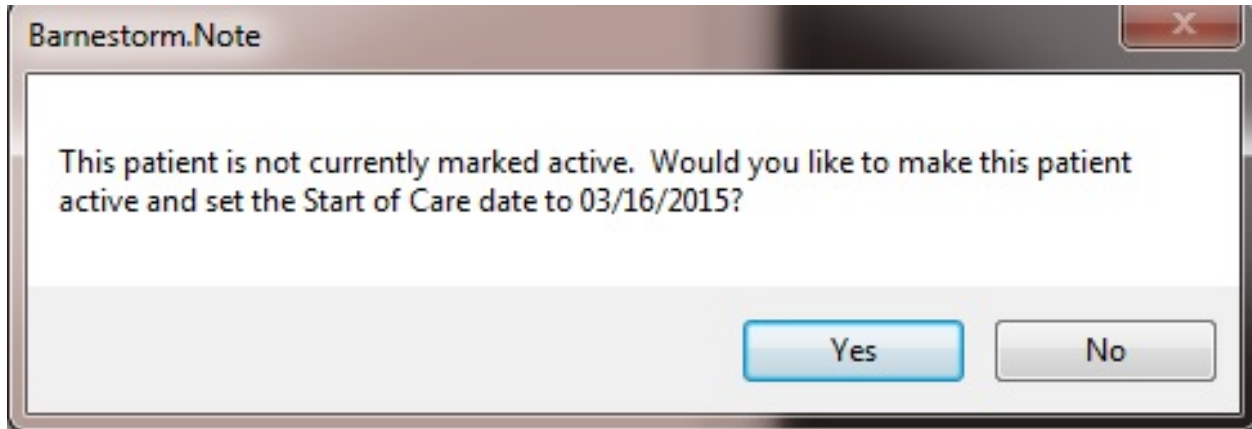 Barnestorm.Note
This patient is not currently marked active.  Would you like to make this patient
active and set the Start of Care date to 03/16/2015?
Yes
No